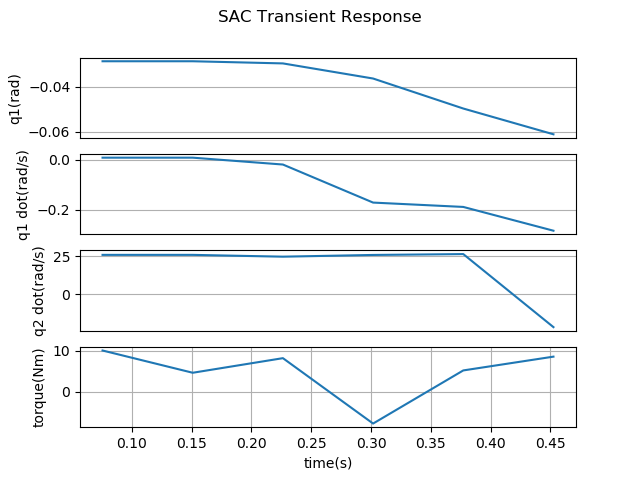 SAC Transient Response
q1(rad)
−0.04
−0.06
q1 dot(rad/s)
0.0
−0.2
q2 dot(rad/s)
25
0
torque(Nm)
10
0
0.10 0.15 0.20 0.25 0.30 0.35 0.40 0.45
time(s)